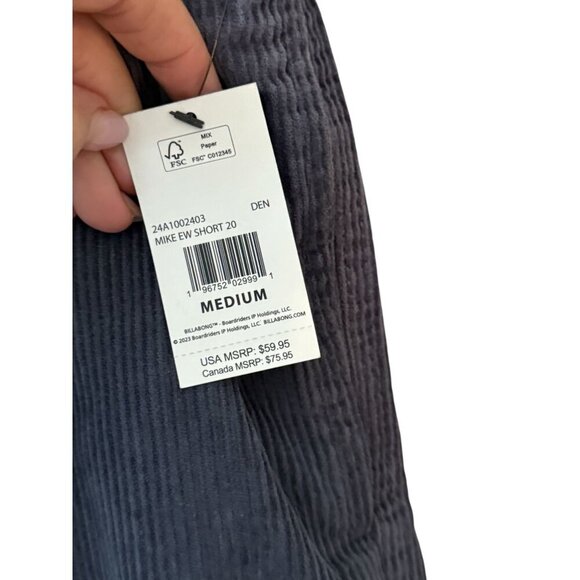 FSC
MIX
Paper
FSC® C012345
24A1002403 DEN
MIKE EW SHORT 20
1 96752 02999 1
MEDIUM
BILLABONG™ - Boardriders IP Holdings, LLC.
© 2023 Boardriders IP Holdings, LLC. BILLABONG.COM
USA MSRP: $59.95
Canada MSRP: $75.95